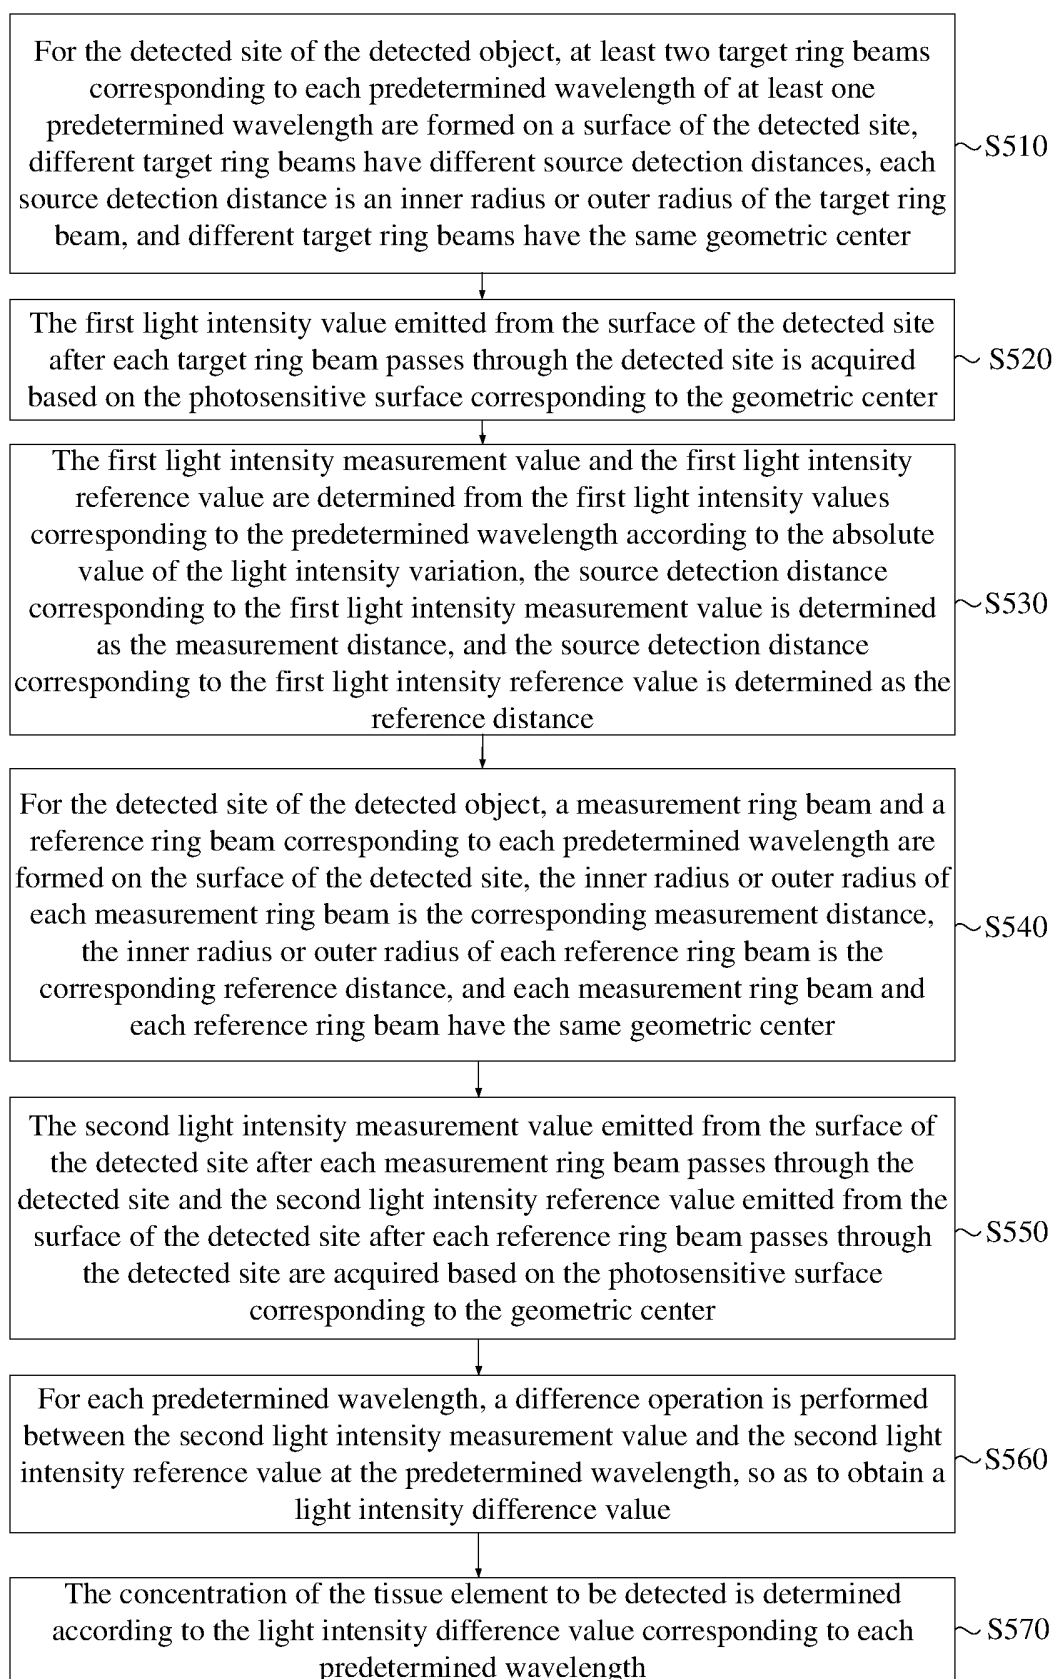 For the detected site of the detected object, at least two target ring beams
corresponding to each predetermined wavelength of at least one
predetermined wavelength are formed on a surface of the detected site,
different target ring beams have different source detection distances, each
source detection distance is an inner radius or outer radius of the target ring
beam, and different target ring beams have the same geometric center
S510
The first light intensity value emitted from the surface of the detected site
after each target ring beam passes through the detected site is acquired
based on the photosensitive surface corresponding to the geometric center
S520
The first light intensity measurement value and the first light intensity
reference value are determined from the first light intensity values
corresponding to the predetermined wavelength according to the absolute
value of the light intensity variation, the source detection distance
corresponding to the first light intensity measurement value is determined
as the measurement distance, and the source detection distance
corresponding to the first light intensity reference value is determined as the
reference distance
S530
For the detected site of the detected object, a measurement ring beam and a
reference ring beam corresponding to each predetermined wavelength are
formed on the surface of the detected site, the inner radius or outer radius of
each measurement ring beam is the corresponding measurement distance,
the inner radius or outer radius of each reference ring beam is the
corresponding reference distance, and each measurement ring beam and
each reference ring beam have the same geometric center
S540
The second light intensity measurement value emitted from the surface of
the detected site after each measurement ring beam passes through the
detected site and the second light intensity reference value emitted from the
surface of the detected site after each reference ring beam passes through
the detected site are acquired based on the photosensitive surface
corresponding to the geometric center
S550
For each predetermined wavelength, a difference operation is performed
between the second light intensity measurement value and the second light
intensity reference value at the predetermined wavelength, so as to obtain a
light intensity difference value
S560
The concentration of the tissue element to be detected is determined
according to the light intensity difference value corresponding to each
predetermined wavelength
S570